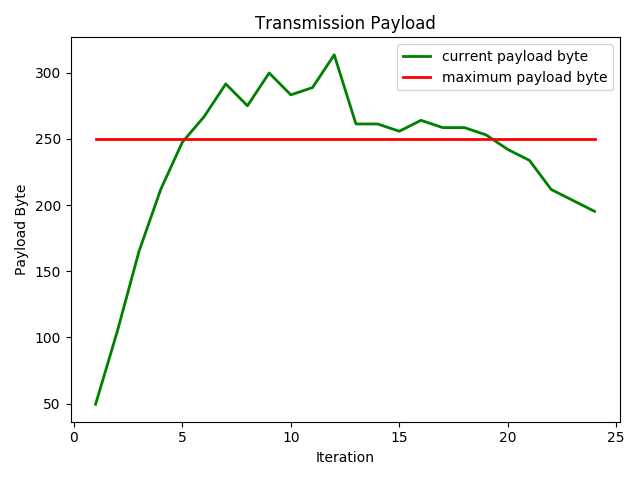 Transmission Payload
current payload byte
maximum payload byte
300
250
200
150
100
50
Payload Byte
0 5 10 15 20 25
Iteration